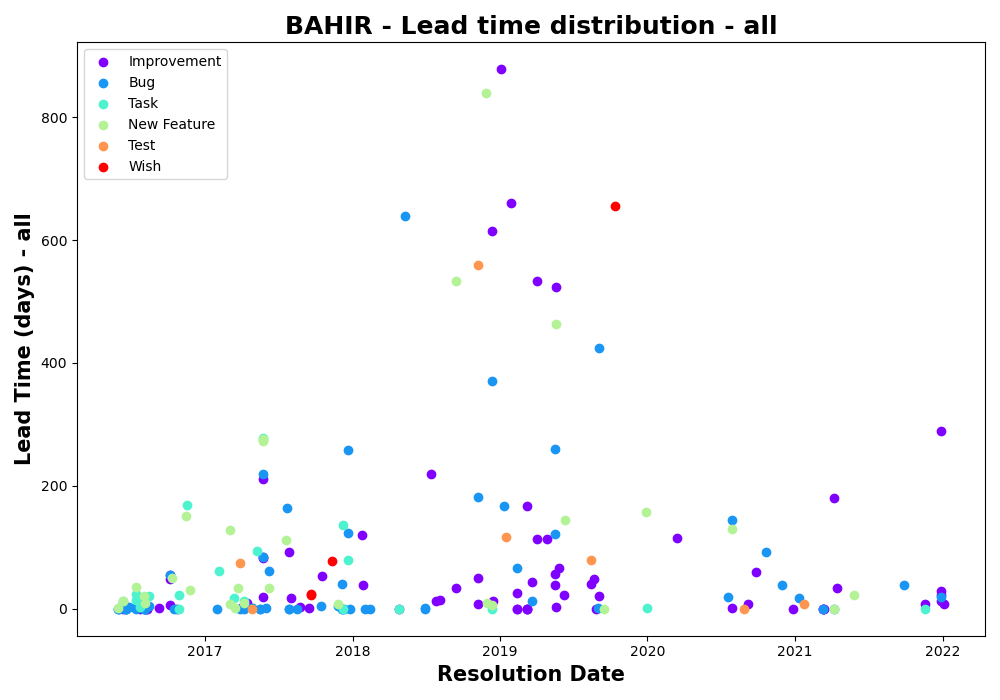 BAHIR - Lead time distribution - all
Improvement
Bug
Task
New Feature
Test
Wish
Lead Time (days) - all
800
600
400
200
0
2017 2018 2019 2020 2021 2022
Resolution Date